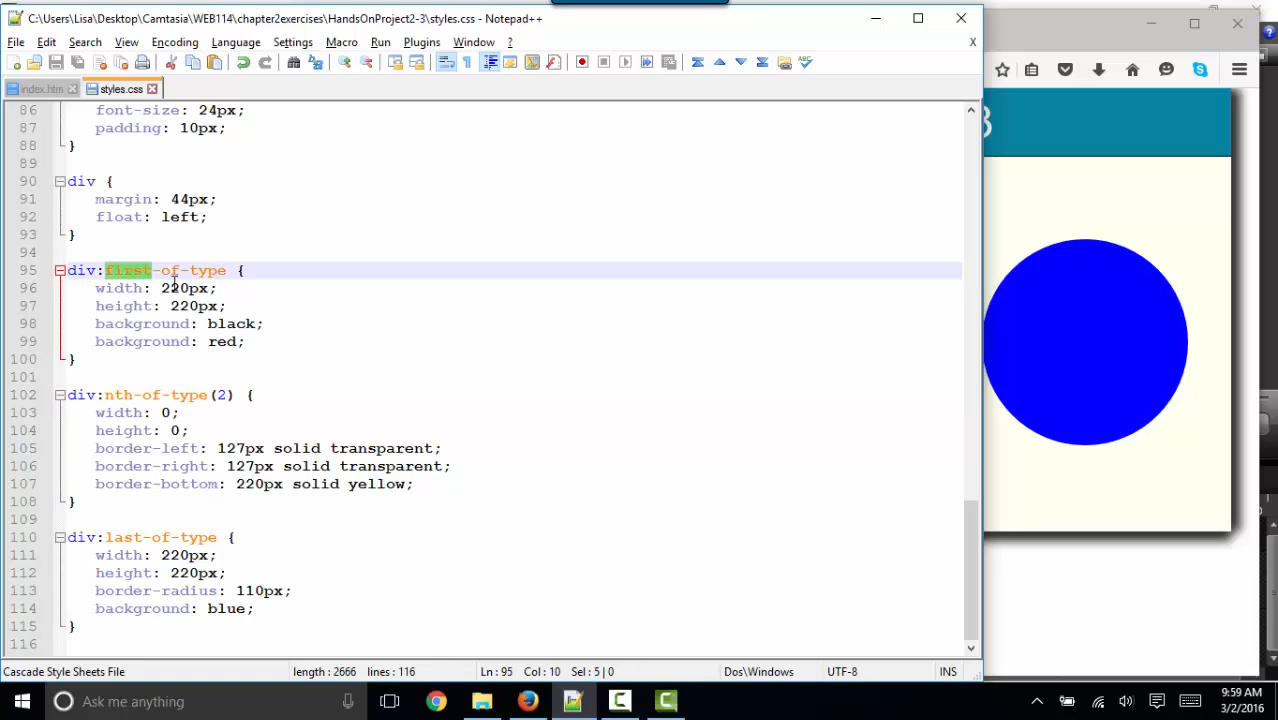 C:\Users\Lisa\Desktop\Camtasia\WEB114\chapter2exercises\HandsOnProject2-3\styles.css - Notepad++
File Edit Search View Encoding Language Settings Macro Run Plugins Window ? X
index.htm styles.css
86 font-size: 24px;
87 padding: 10px;
88 }
89
90 div {
91 margin: 44px;
92 float: left;
93 }
94
95 div:first-of-type {
96 width: 220px;
97 height: 220px;
98 background: black;
99 background: red;
100 }
101
102 div:nth-of-type(2) {
103 width: 0;
104 height: 0;
105 border-left: 127px solid transparent;
106 border-right: 127px solid transparent;
107 border-bottom: 220px solid yellow;
108 }
109
110 div:last-of-type {
111 width: 220px;
112 height: 220px;
113 border-radius: 110px;
114 background: blue;
115 }
116
3
Cascade Style Sheets File length : 2666 lines : 116 Ln : 95 Col : 10 Sel : 5 | 0 Dos\Windows UTF-8 INS
Ask me anything
9:59 AM
3/2/2016